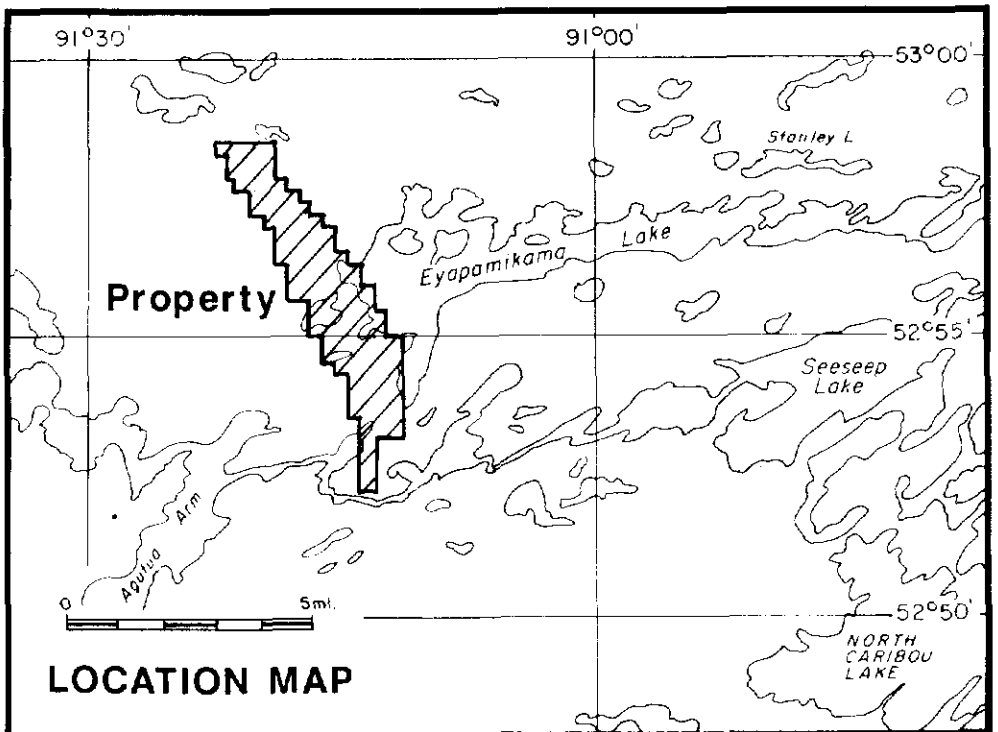 91°30'
91°00'
53°00'
Stanley L
Eyapamikama Lake
Property
52°55'
Seeseep
Lake
Agutua Arm
0 5ml.
52°50'
NORTH
CARIBOU
LAKE
LOCATION MAP